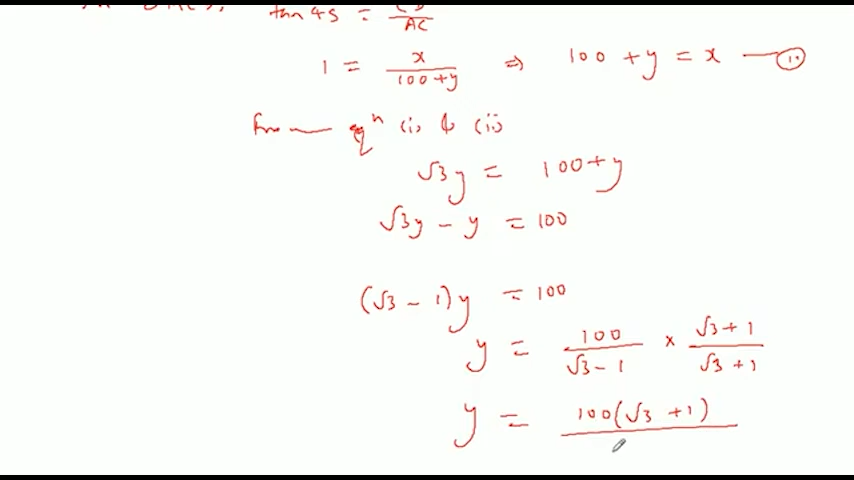 tan 45 =
AC
1 = x / 100 + y ⇒ 100 + y = x — (ii)
From eqⁿ (i) & (ii)
√3y = 100 + y
√3y - y = 100
(√3 - 1)y = 100
y = 100 / √3 - 1 × √3 + 1 / √3 + 1
y = 100(√3 + 1)